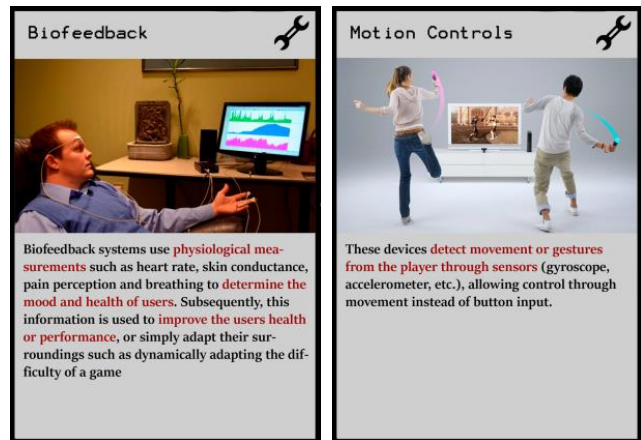 Biofeedback
Biofeedback systems use physiological mea-
surements such as heart rate, skin conductance,
pain perception and breathing to determine the
mood and health of users. Subsequently, this
information is used to improve the users health
or performance, or simply adapt their sur-
roundings such as dynamically adapting the dif-
ficulty of a game
Motion Controls
These devices detect movement or gestures
from the player through sensors (gyroscope,
accelerometer, etc.), allowing control through
movement instead of button input.